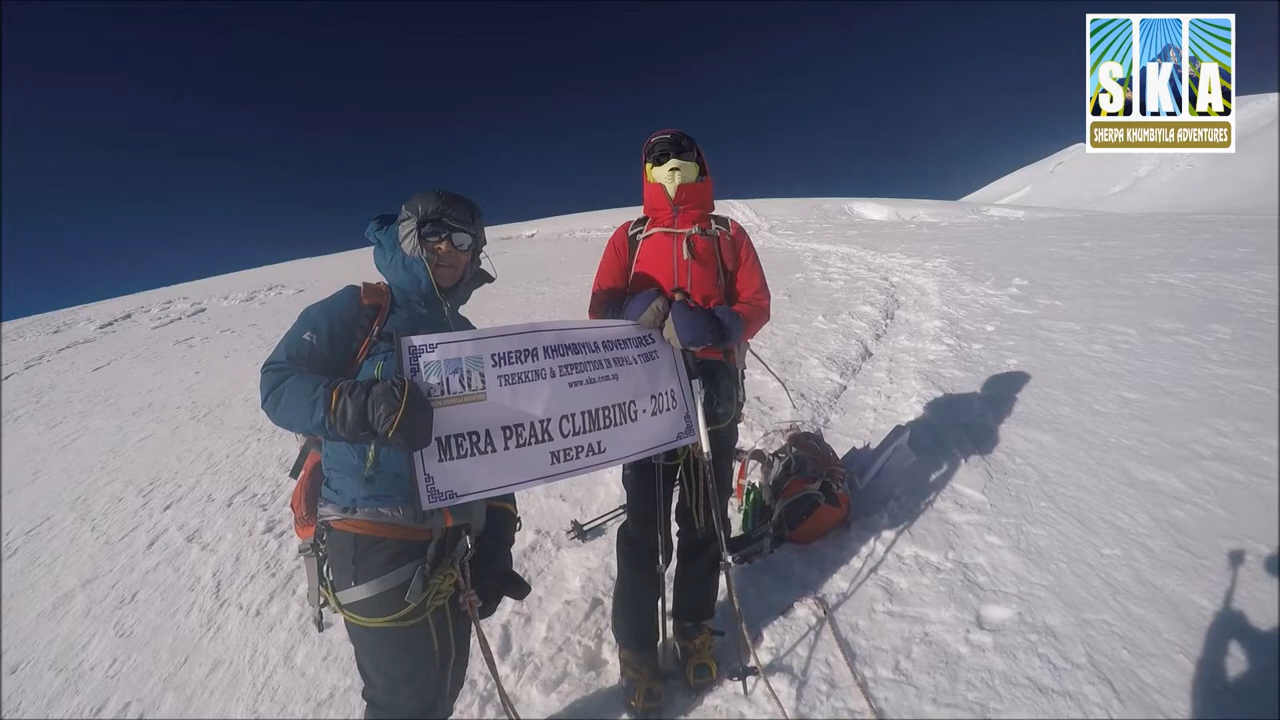 SKA
SHERPA KHUMBIYILA ADVENTURES
SHERPA KHUMBIYILA ADVENTURES
TREKKING & EXPEDITION IN NEPAL & TIBET
www.ska.com.np
MERA PEAK CLIMBING - 2018
NEPAL